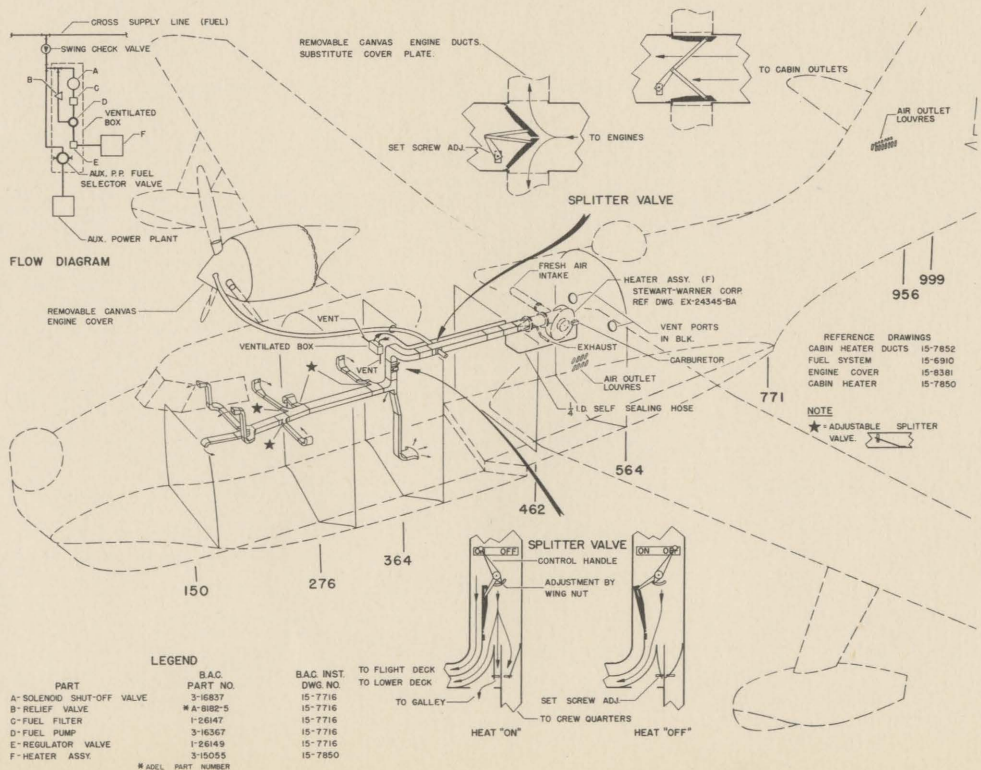 CROSS SUPPLY LINE (FUEL)
SWING CHECK VALVE
A
B
C
D
VENTILATED
BOX
F
E
AUX. P.P. FUEL
SELECTOR VALVE
AUX. POWER PLANT
FLOW DIAGRAM
REMOVABLE CANVAS ENGINE DUCTS.
SUBSTITUTE COVER PLATE.
TO ENGINES
SET SCREW ADJ.
TO CABIN OUTLETS
SPLITTER VALVE
AIR OUTLET
LOUVRES
REMOVABLE CANVAS
ENGINE COVER
FRESH AIR
INTAKE
HEATER ASSY. (F)
STEWART-WARNER CORP.
REF DWG. EX-24345-BA
VENT
VENTILATED BOX
VENT
EXHAUST
VENT PORTS
IN BLK.
CARBURETOR
AIR OUTLET
LOUVRES
1/4 I.D. SELF SEALING HOSE
956
999
771
REFERENCE DRAWINGS
CABIN HEATER DUCTS 15-7852
FUEL SYSTEM 15-6910
ENGINE COVER 15-8381
CABIN HEATER 15-7850
NOTE
★ = ADJUSTABLE SPLITTER
VALVE.
150
276
364
462
564
SPLITTER VALVE
ON OFF
ON OFF
CONTROL HANDLE
ADJUSTMENT BY
WING NUT
TO FLIGHT DECK
TO LOWER DECK
TO GALLEY
SET SCREW ADJ.
TO CREW QUARTERS
HEAT "ON"
HEAT "OFF"
LEGEND
PART B.A.C. PART NO. B.A.C. INST. DWG. NO.
A-SOLENOID SHUT-OFF VALVE 3-16837 15-7716
B-RELIEF VALVE * A-8182-5 15-7716
C-FUEL FILTER 1-26147 15-7716
D-FUEL PUMP 3-16367 15-7716
E-REGULATOR VALVE 1-26149 15-7716
F-HEATER ASSY. 3-15055 15-7850
* ADEL PART NUMBER